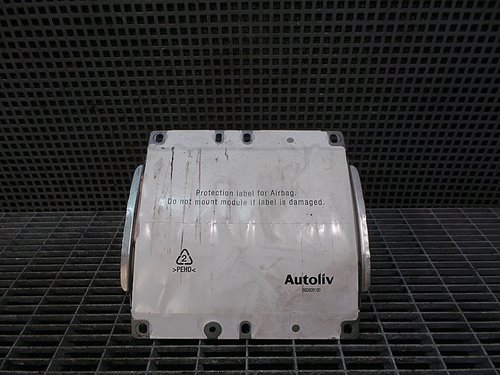 Protection label for Airbag.
Do not mount module if label is damaged.
2
>PEHD<
Autoliv